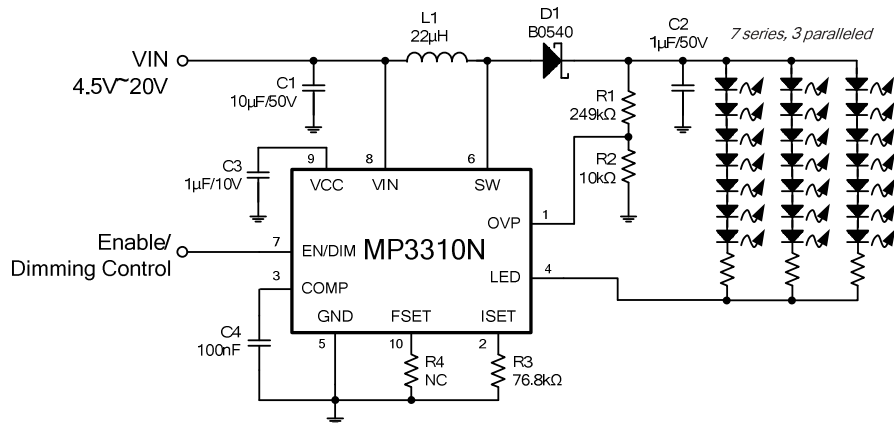 L1
22µH
D1
B0540
C2
1µF/50V
7 series, 3 paralleled
VIN
4.5V~20V
C1
10µF/50V
R1
249kΩ
R2
10kΩ
C3
1µF/10V
9
8
6
VCC
VIN
SW
OVP
1
Enable/
Dimming Control
7
EN/DIM
MP3310N
LED
4
3
COMP
GND
FSET
ISET
5
10
2
C4
100nF
R4
NC
R3
76.8kΩ